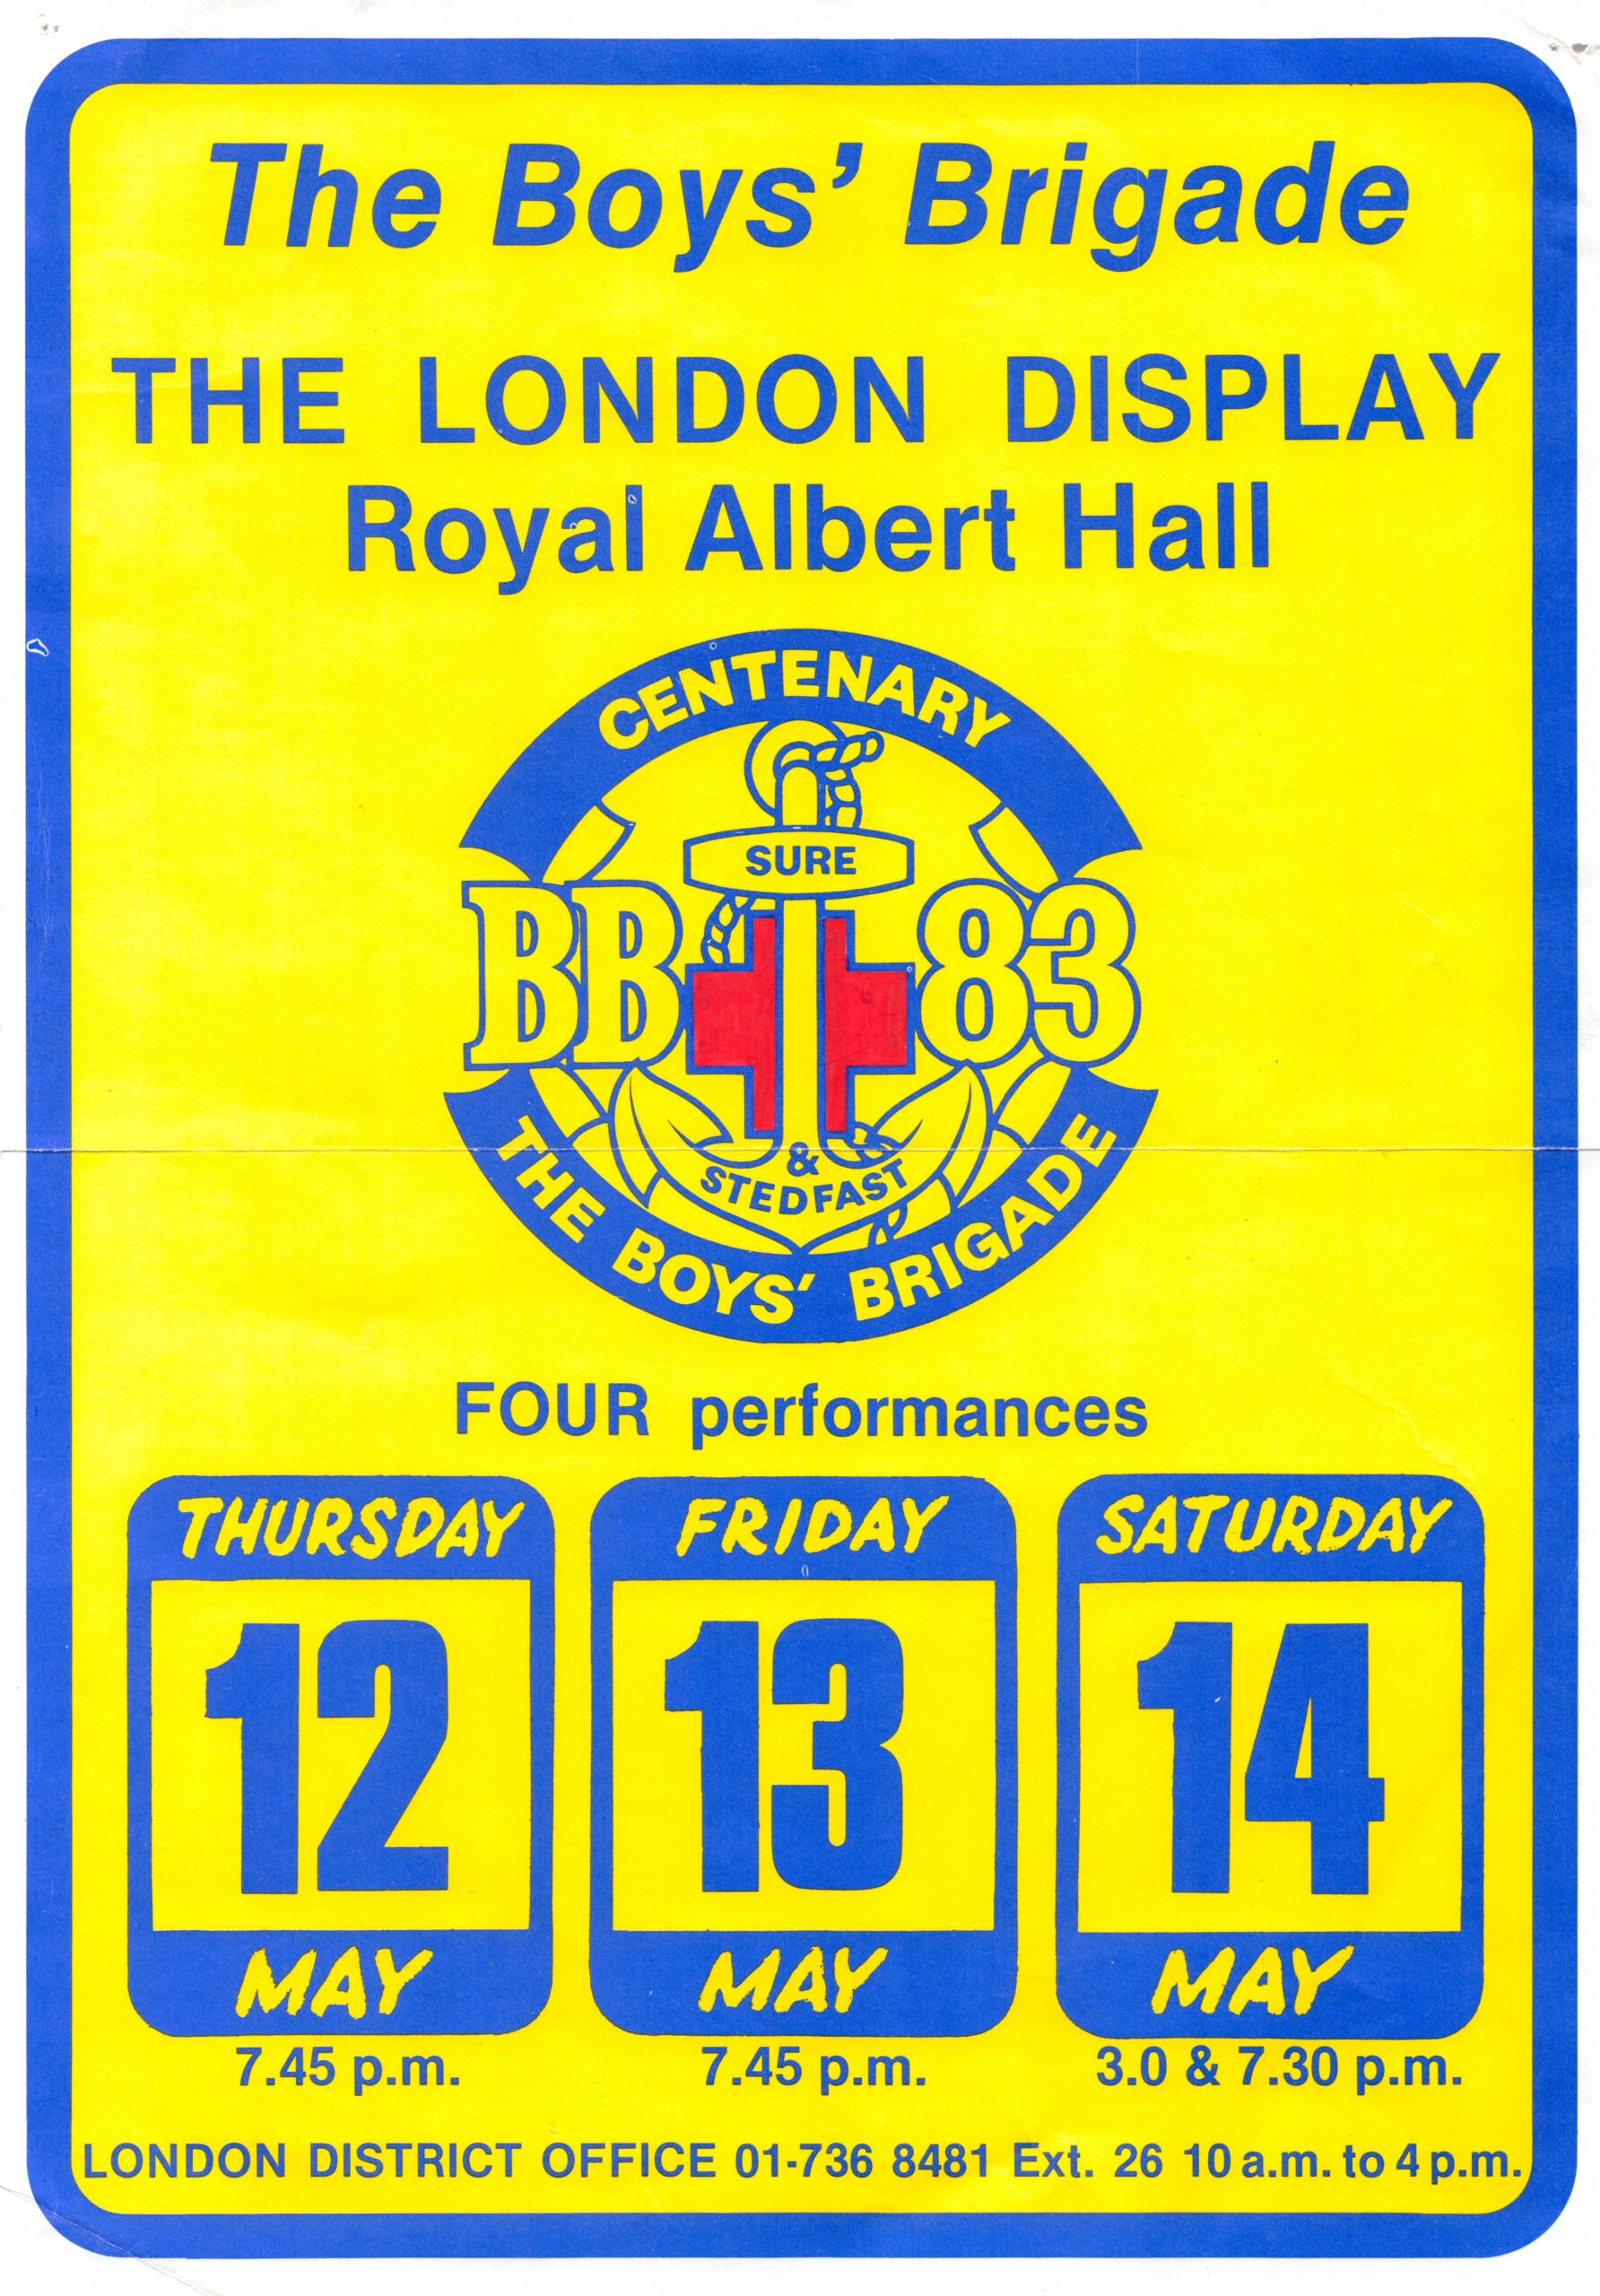 The Boys' Brigade
THE LONDON DISPLAY
Royal Albert Hall
CENTENARY
SURE
BB 83
& STEDFAST
THE BOYS' BRIGADE
FOUR performances
THURSDAY
12
MAY
7.45 p.m.
FRIDAY
13
MAY
7.45 p.m.
SATURDAY
14
MAY
3.0 & 7.30 p.m.
LONDON DISTRICT OFFICE 01-736 8481 Ext. 26 10 a.m. to 4 p.m.